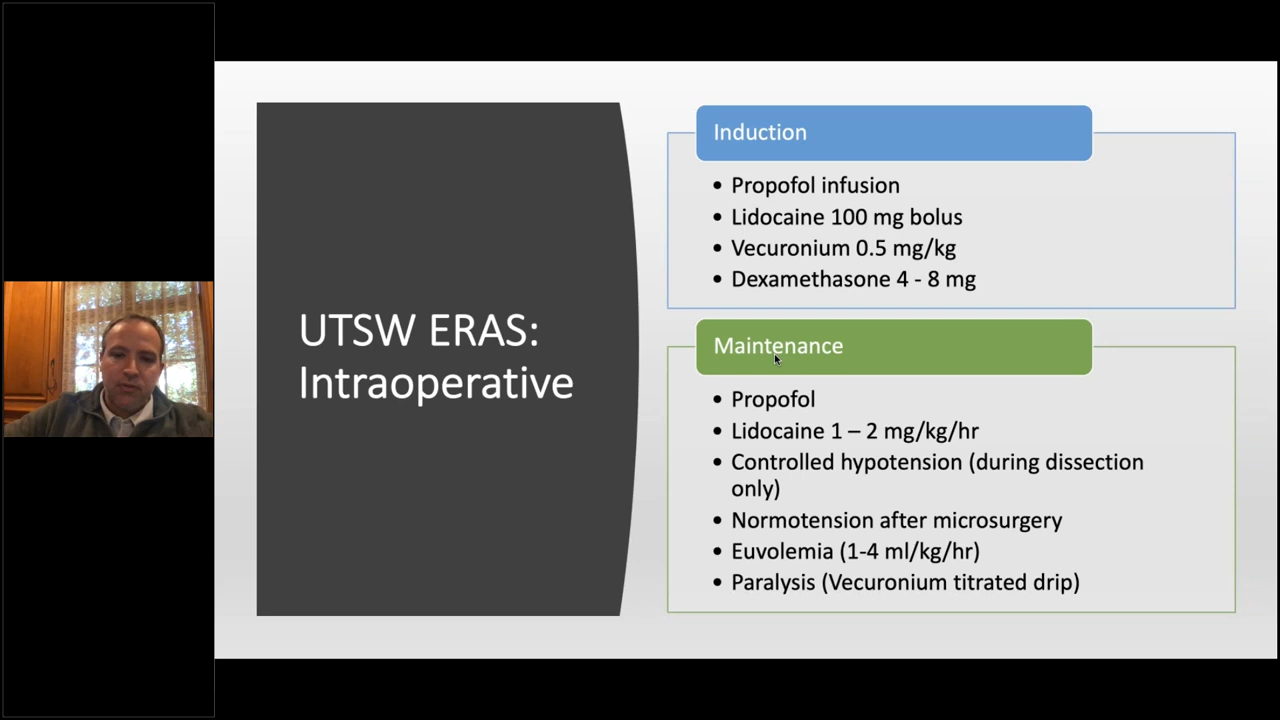 UTSW ERAS:
Intraoperative
Induction
• Propofol infusion
• Lidocaine 100 mg bolus
• Vecuronium 0.5 mg/kg
• Dexamethasone 4 - 8 mg
Maintenance
• Propofol
• Lidocaine 1 – 2 mg/kg/hr
• Controlled hypotension (during dissection
only)
• Normotension after microsurgery
• Euvolemia (1-4 ml/kg/hr)
• Paralysis (Vecuronium titrated drip)